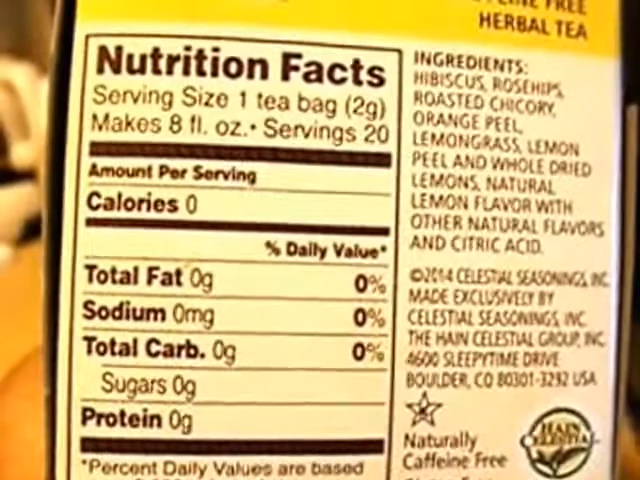 FREE
HERBAL TEA
Nutrition Facts
Serving Size 1 tea bag (2g)
Makes 8 fl. oz.• Servings 20
Amount Per Serving
Calories 0
% Daily Value*
Total Fat 0g 0%
Sodium 0mg 0%
Total Carb. 0g 0%
Sugars 0g
Protein 0g
*Percent Daily Values are based
INGREDIENTS:
HIBISCUS, ROSEHIPS,
ROASTED CHICORY,
ORANGE PEEL,
LEMONGRASS, LEMON
PEEL AND WHOLE DRIED
LEMONS, NATURAL
LEMON FLAVOR WITH
OTHER NATURAL FLAVORS
AND CITRIC ACID.
©2014 CELESTIAL SEASONINGS, INC.
MADE EXCLUSIVELY BY
CELESTIAL SEASONINGS, INC.
THE HAIN CELESTIAL GROUP, INC.
4600 SLEEPYTIME DRIVE
BOULDER, CO 80301-3292 USA
K
Naturally
Caffeine Free
HAIN
CELESTIAL